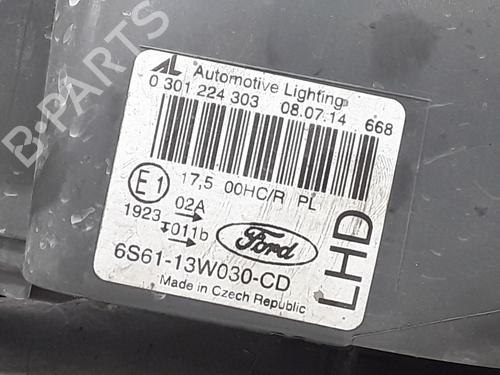 AL Automotive Lighting
0 301 224 303 08.07.14 668
17,5 00HC/R PL
E1 02A
1923 011b
Ford
6S61-13W030-CD
Made in Czech Republic
LHD
B-PARTS